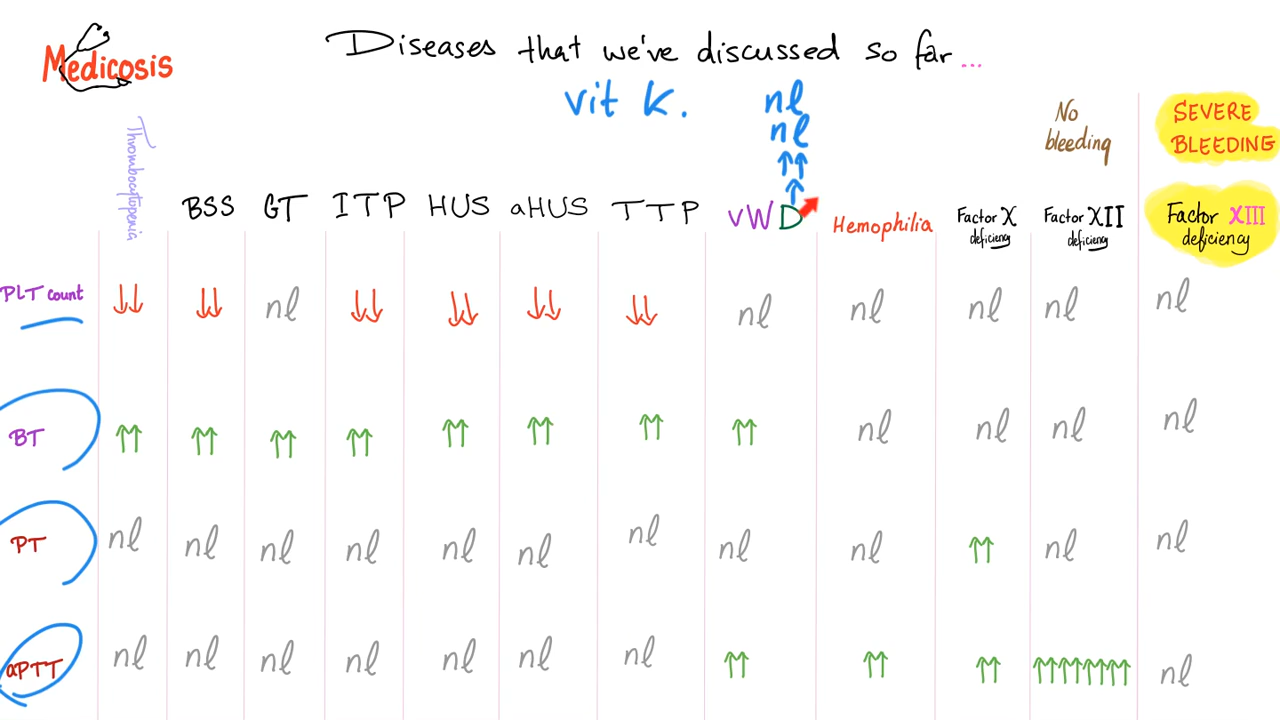 Medicosis
Diseases that we've discussed so far...
vit K.
nl
nl
↑↑
↑
No
bleeding
SEVERE
BLEEDING
Thrombocytopenia
BSS
GT
ITP
HUS
aHUS
TTP
vWD
Hemophilia
Factor X
deficiency
Factor XII
deficiency
Factor XIII
deficiency
PLT count ↓↓ ↓↓ nl ↓↓ ↓↓ ↓↓ ↓↓ nl nl nl nl nl
BT ↑↑ ↑↑ ↑↑ ↑↑ ↑↑ ↑↑ ↑↑ ↑↑ nl nl nl nl
PT nl nl nl nl nl nl nl nl nl ↑↑ nl nl
aPTT nl nl nl nl nl nl nl ↑↑ ↑↑ ↑↑ ↑↑↑↑↑↑↑↑ nl